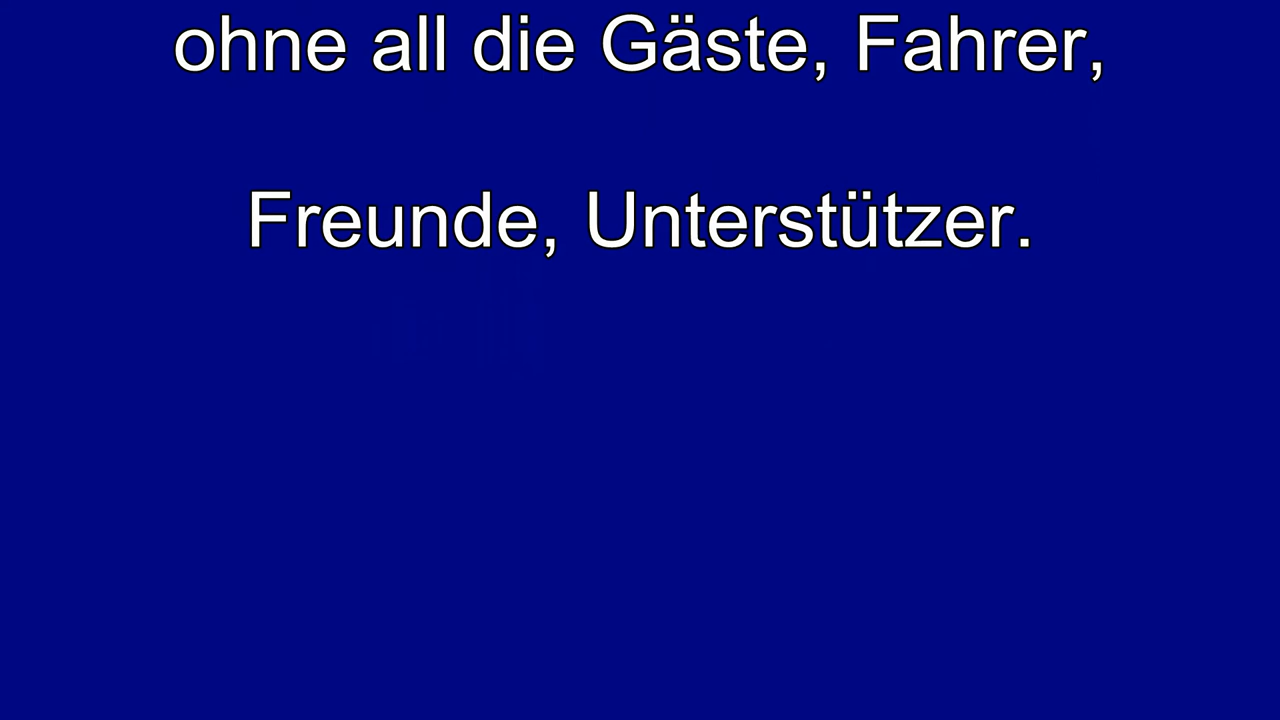 ohne all die Gäste, Fahrer,
Freunde, Unterstützer.